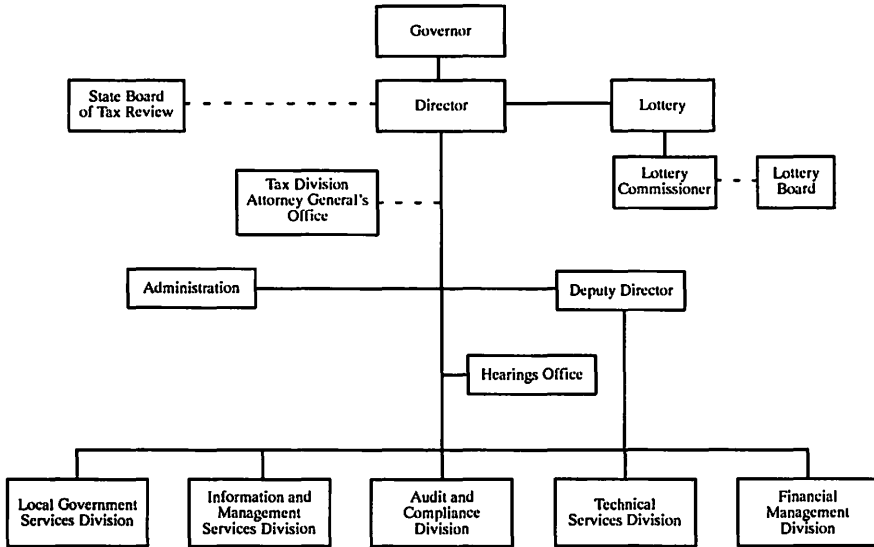 Governor
State Board
of Tax Review
Director
Lottery
Lottery
Commissioner
Lottery
Board
Tax Division
Attorney General's
Office
Administration
Deputy Director
Hearings Office
Local Government
Services Division
Information and
Management
Services Division
Audit and
Compliance
Division
Technical
Services Division
Financial
Management
Division